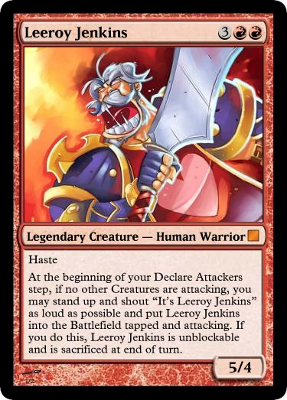 Leeroy Jenkins 3
Legendary Creature — Human Warrior
Haste
At the beginning of your Declare Attackers
step, if no other Creatures are attacking, you
may stand up and shout “It’s Leeroy Jenkins”
as loud as possible and put Leeroy Jenkins
into the Battlefield tapped and attacking. If
you do this, Leeroy Jenkins is unblockable
and is sacrificed at end of turn.
5/4